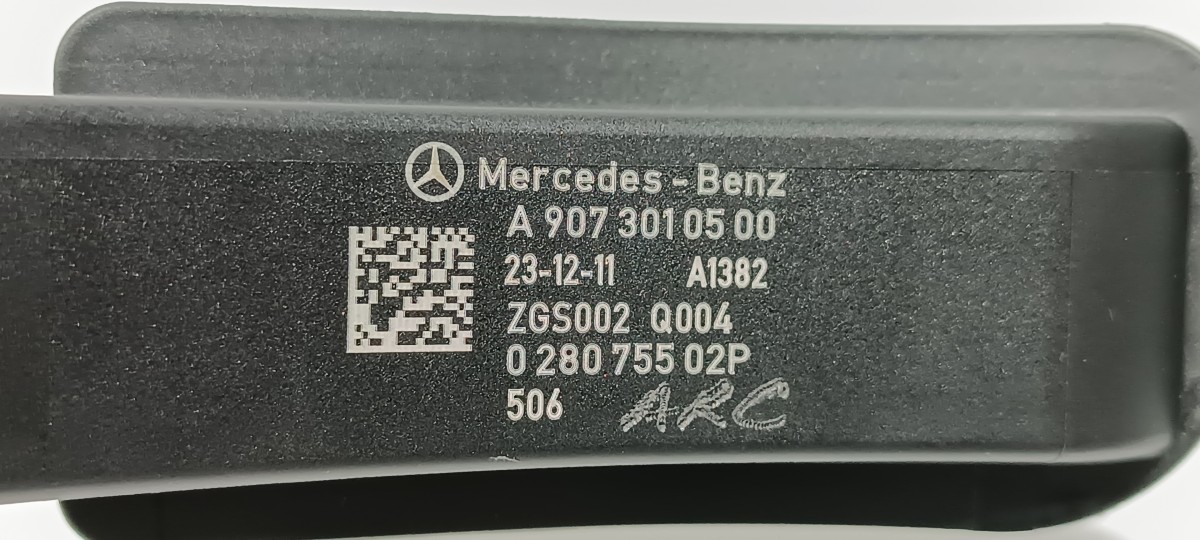 Mercedes-Benz
A 907 301 05 00
23-12-11 A1382
ZGS002 Q004
0 280 755 02P
506 ARC